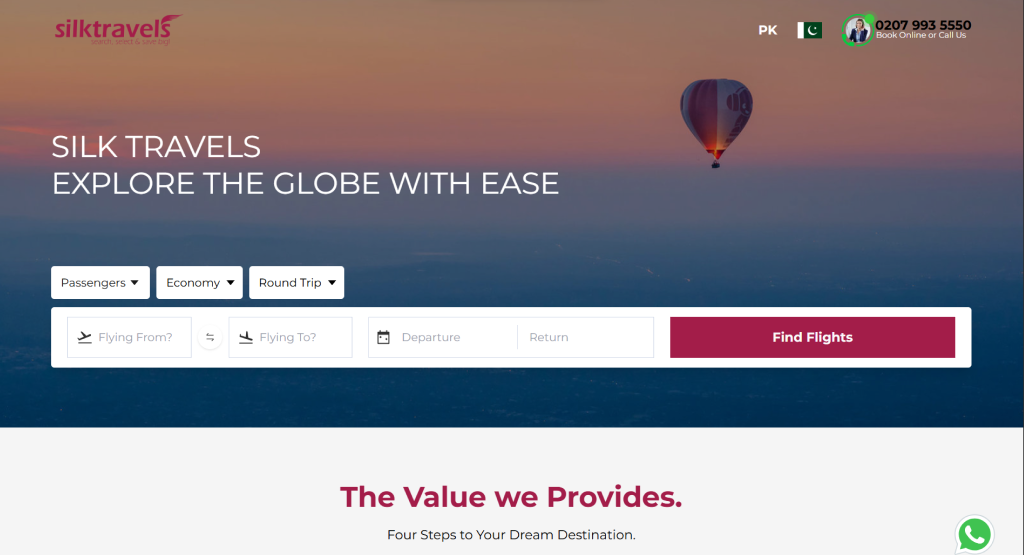 silktravels
search, select & save big!
PK
0207 993 5550
Book Online or Call Us
SILK TRAVELS
EXPLORE THE GLOBE WITH EASE
Passengers
Economy
Round Trip
Flying From?
Flying To?
Departure
Return
Find Flights
The Value we Provides.
Four Steps to Your Dream Destination.